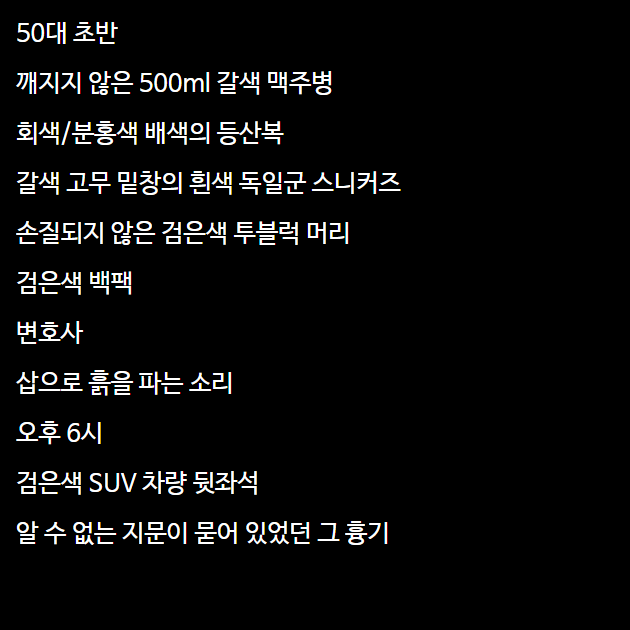 50대 초반
깨지지 않은 500ml 갈색 맥주병
회색/분홍색 배색의 등산복
갈색 고무 밑창의 흰색 독일군 스니커즈
손질되지 않은 검은색 투블럭 머리
검은색 백팩
변호사
삽으로 흙을 파는 소리
오후 6시
검은색 SUV 차량 뒷좌석
알 수 없는 지문이 묻어 있었던 그 흉기